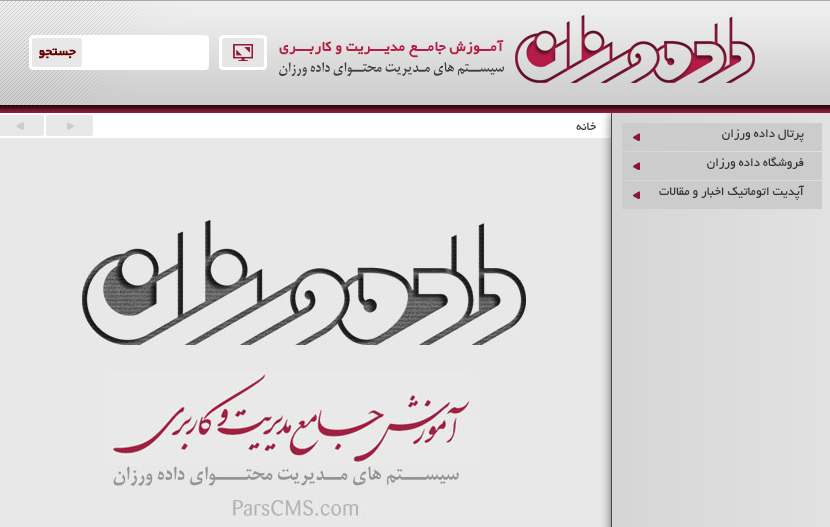 داده ورزان
آموزش جامع مدیریت و کاربری
سیستم های مدیریت محتوای داده ورزان
جستجو
خانه
پرتال داده ورزان
فروشگاه داده ورزان
آپدیت اتوماتیک اخبار و مقالات
داده ورزان
آموزش جامع مدیریت و کاربری
سیستم های مدیریت محتوای داده ورزان
ParsCMS.com